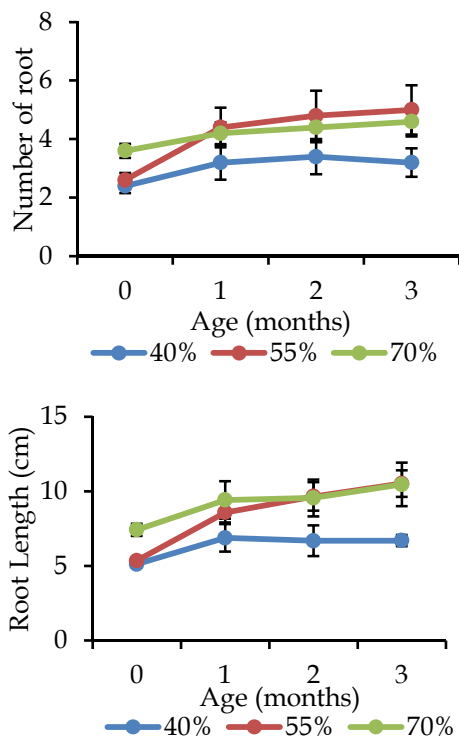 Number of root
8
6
4
2
0
0 1 2 3
Age (months)
40% 55% 70%
Root Length (cm)
15
10
5
0
0 1 2 3
Age (months)
40% 55% 70%